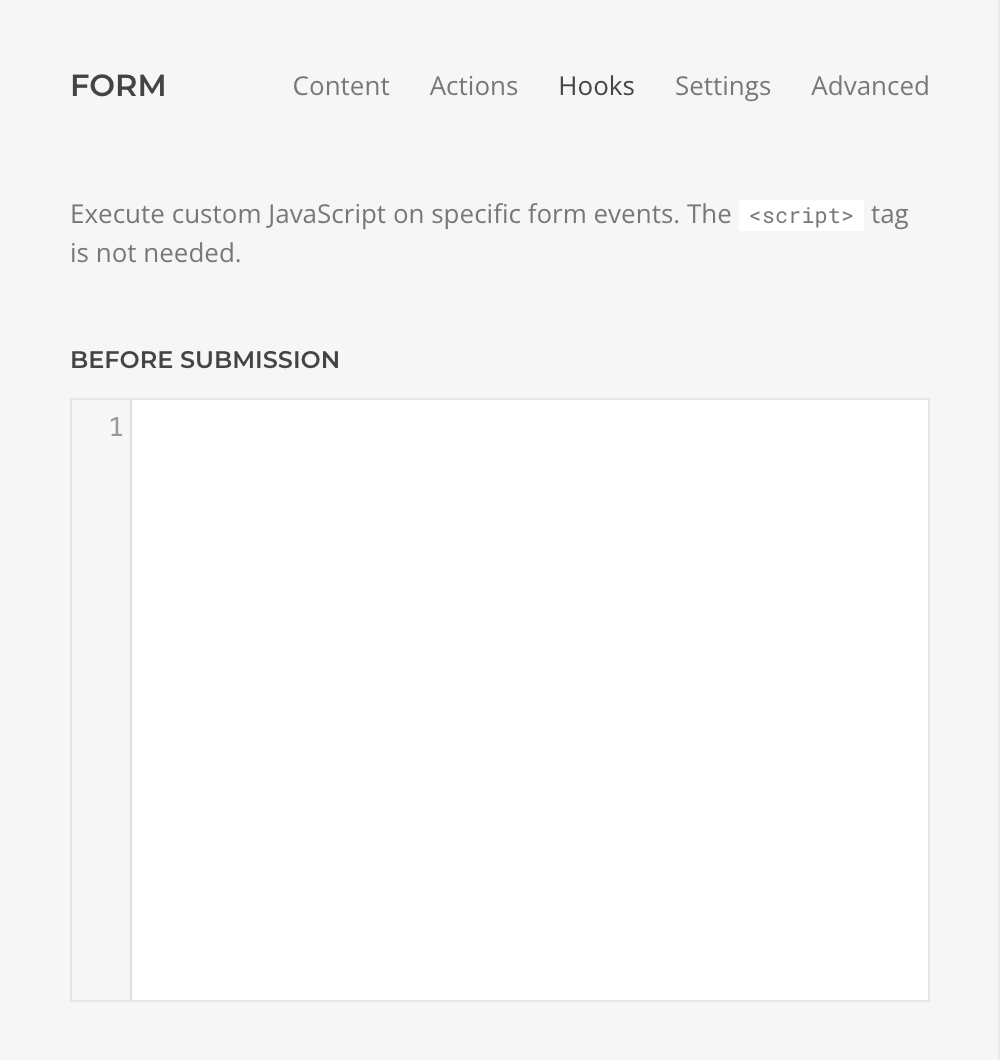 FORM Content Actions Hooks Settings Advanced
Execute custom JavaScript on specific form events. The <script> tag
is not needed.
BEFORE SUBMISSION
1